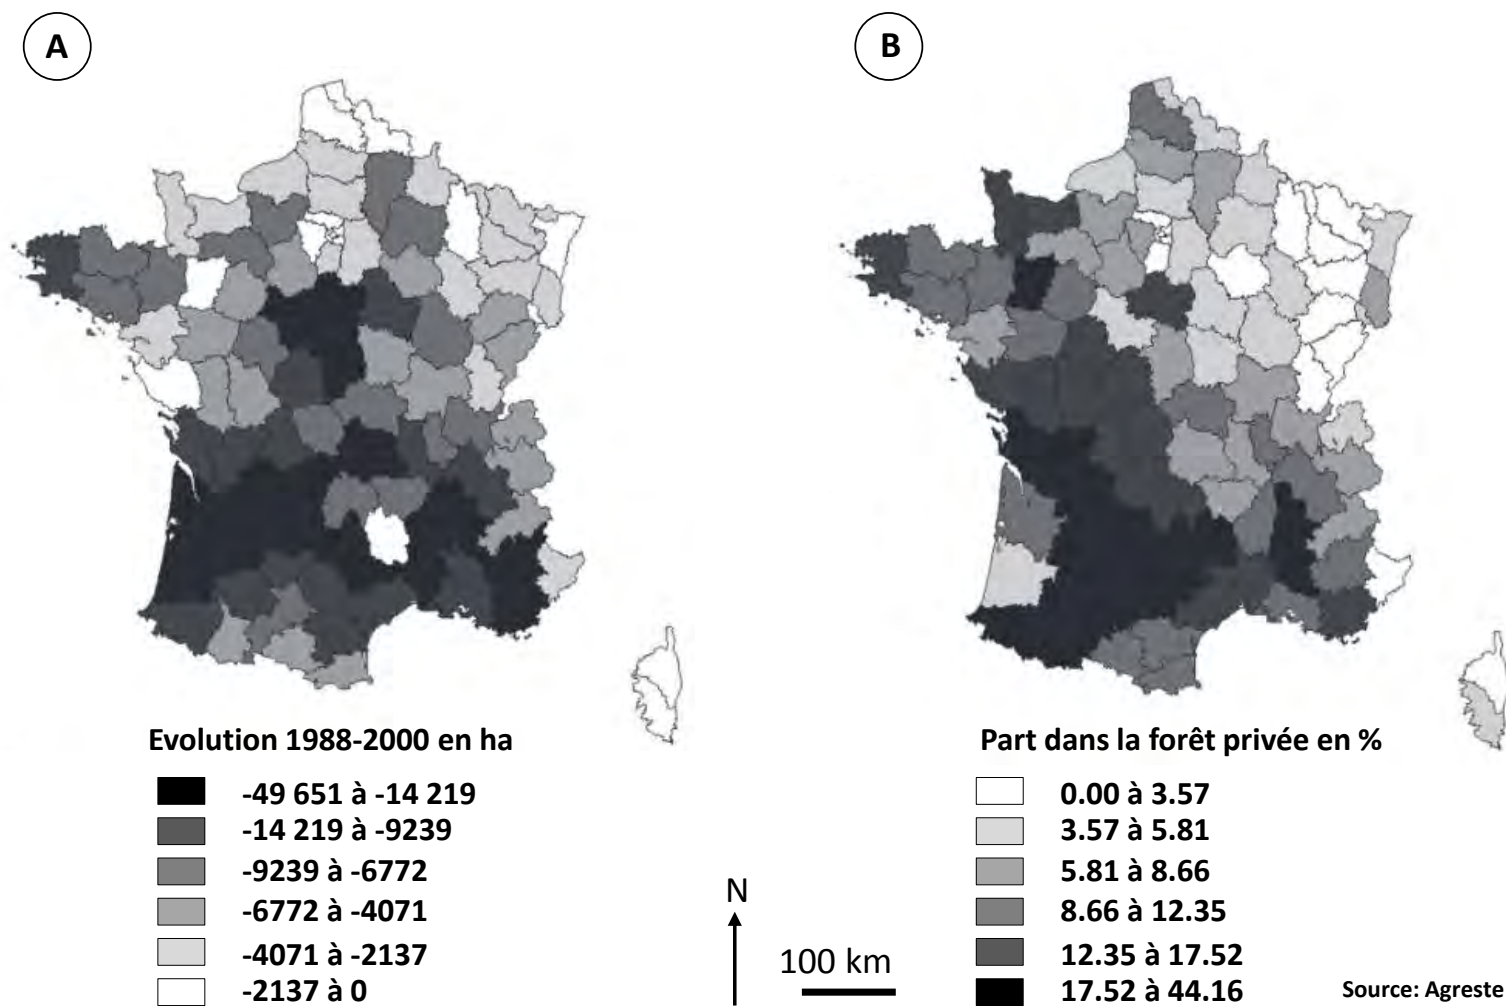 A
B
Evolution 1988-2000 en ha
-49 651 à -14 219
-14 219 à -9239
-9239 à -6772
-6772 à -4071
-4071 à -2137
-2137 à 0
N
100 km
Part dans la forêt privée en %
0.00 à 3.57
3.57 à 5.81
5.81 à 8.66
8.66 à 12.35
12.35 à 17.52
17.52 à 44.16
Source: Agreste